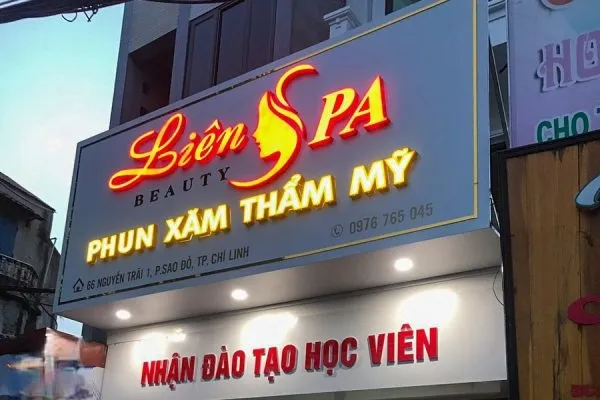 Liên SPA
BEAUTY
PHUN XĂM THẨM MỸ
0976 765 045
66 NGUYỄN TRÃI 1, P.SAO ĐỎ, TP. CHÍ LINH
NHẬN ĐÀO TẠO HỌC VIÊN
CHO